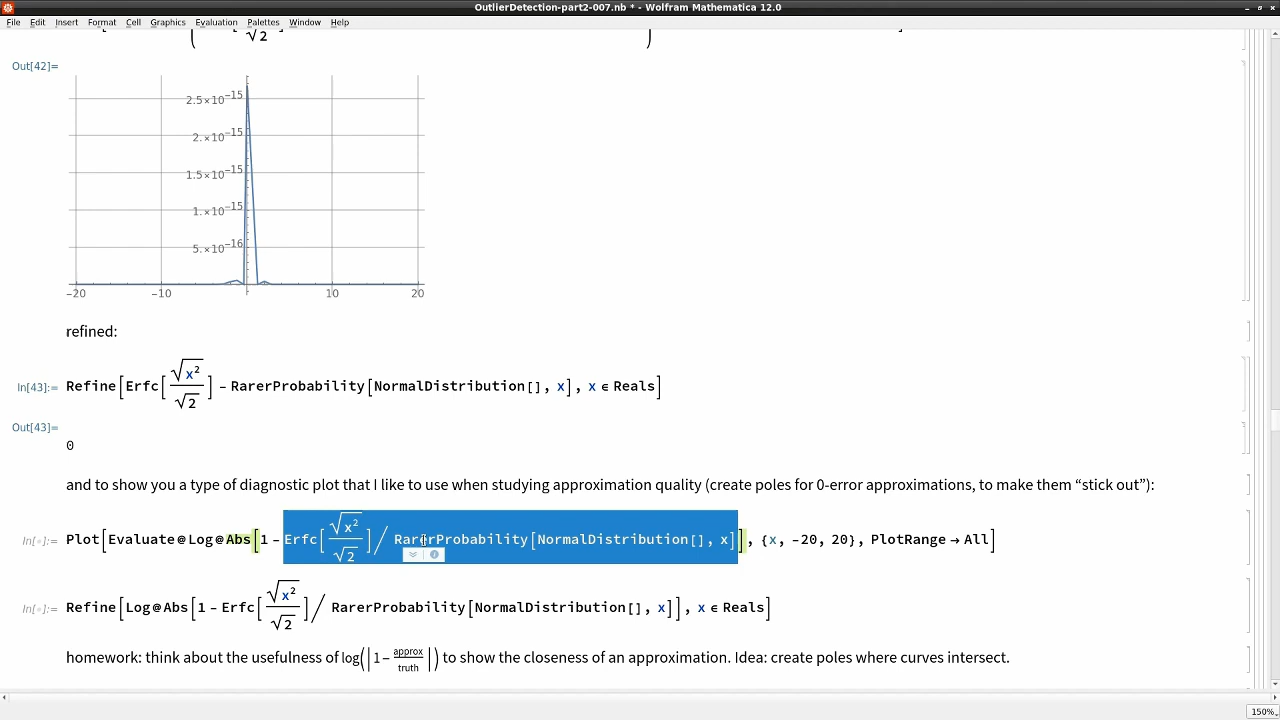 OutlierDetection-part2-007.nb * - Wolfram Mathematica 12.0
File Edit Insert Format Cell Graphics Evaluation Palettes Window Help
√2
Out[42]=
2.5×10^-15
2.×10^-15
1.5×10^-15
1.×10^-15
5.×10^-16
-20 -10 10 20
refined:
In[43]:= Refine[Erfc[√x²/√2] - RarerProbability[NormalDistribution[], x], x ∈ Reals]
Out[43]=
0
and to show you a type of diagnostic plot that I like to use when studying approximation quality (create poles for 0-error approximations, to make them “stick out”):
In[◦]:= Plot[Evaluate@Log@Abs[1 - Erfc[√x²/√2] / RarerProbability[NormalDistribution[], x]], {x, -20, 20}, PlotRange → All]
In[◦]:= Refine[Log@Abs[1 - Erfc[√x²/√2] / RarerProbability[NormalDistribution[], x]], x ∈ Reals]
homework: think about the usefulness of log(|1 - approx/truth|) to show the closeness of an approximation. Idea: create poles where curves intersect.
150%